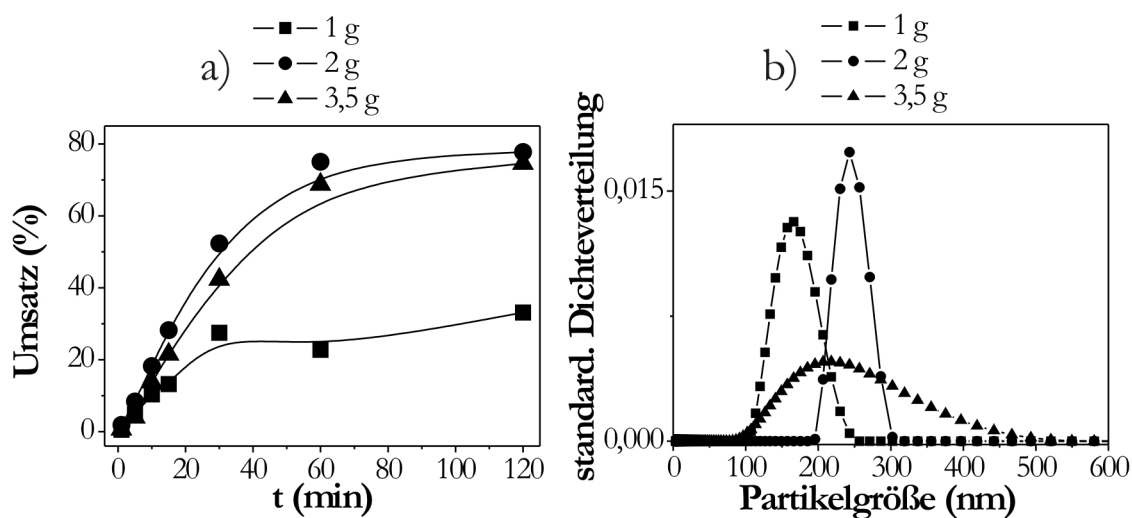 a)
1 g
2 g
3,5 g
Umsatz (%)
80
60
40
20
0
0 20 40 60 80 100 120
t (min)
b)
1 g
2 g
3,5 g
standard. Dichteverteilung
0,015
0,000
0 100 200 300 400 500 600
Partikelgröße (nm)